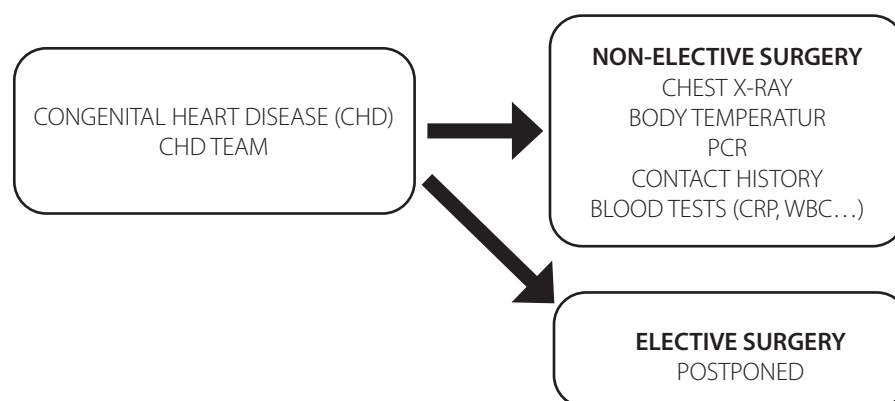 CONGENITAL HEART DISEASE (CHD)
CHD TEAM
NON-ELECTIVE SURGERY
CHEST X-RAY
BODY TEMPERATUR
PCR
CONTACT HISTORY
BLOOD TESTS (CRP, WBC…)
ELECTIVE SURGERY
POSTPONED